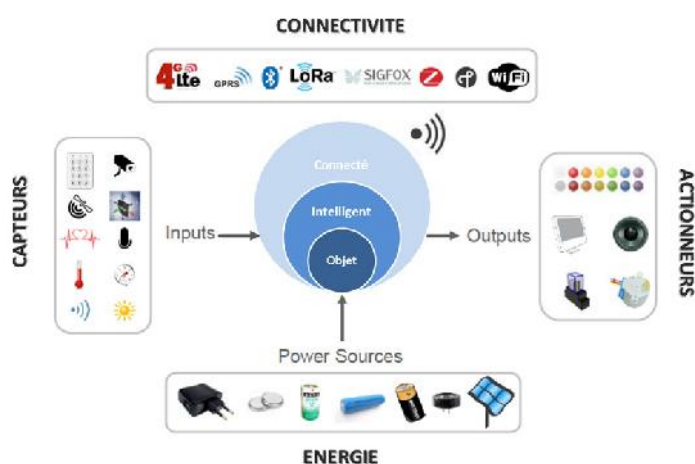 CONNECTIVITE
4G Lte
GPRS
LoRa
SIGFOX
WiFi
CAPTEURS
Inputs
Connecté
Intelligent
Objet
Outputs
ACTIONNEURS
Power Sources
ENERGIE